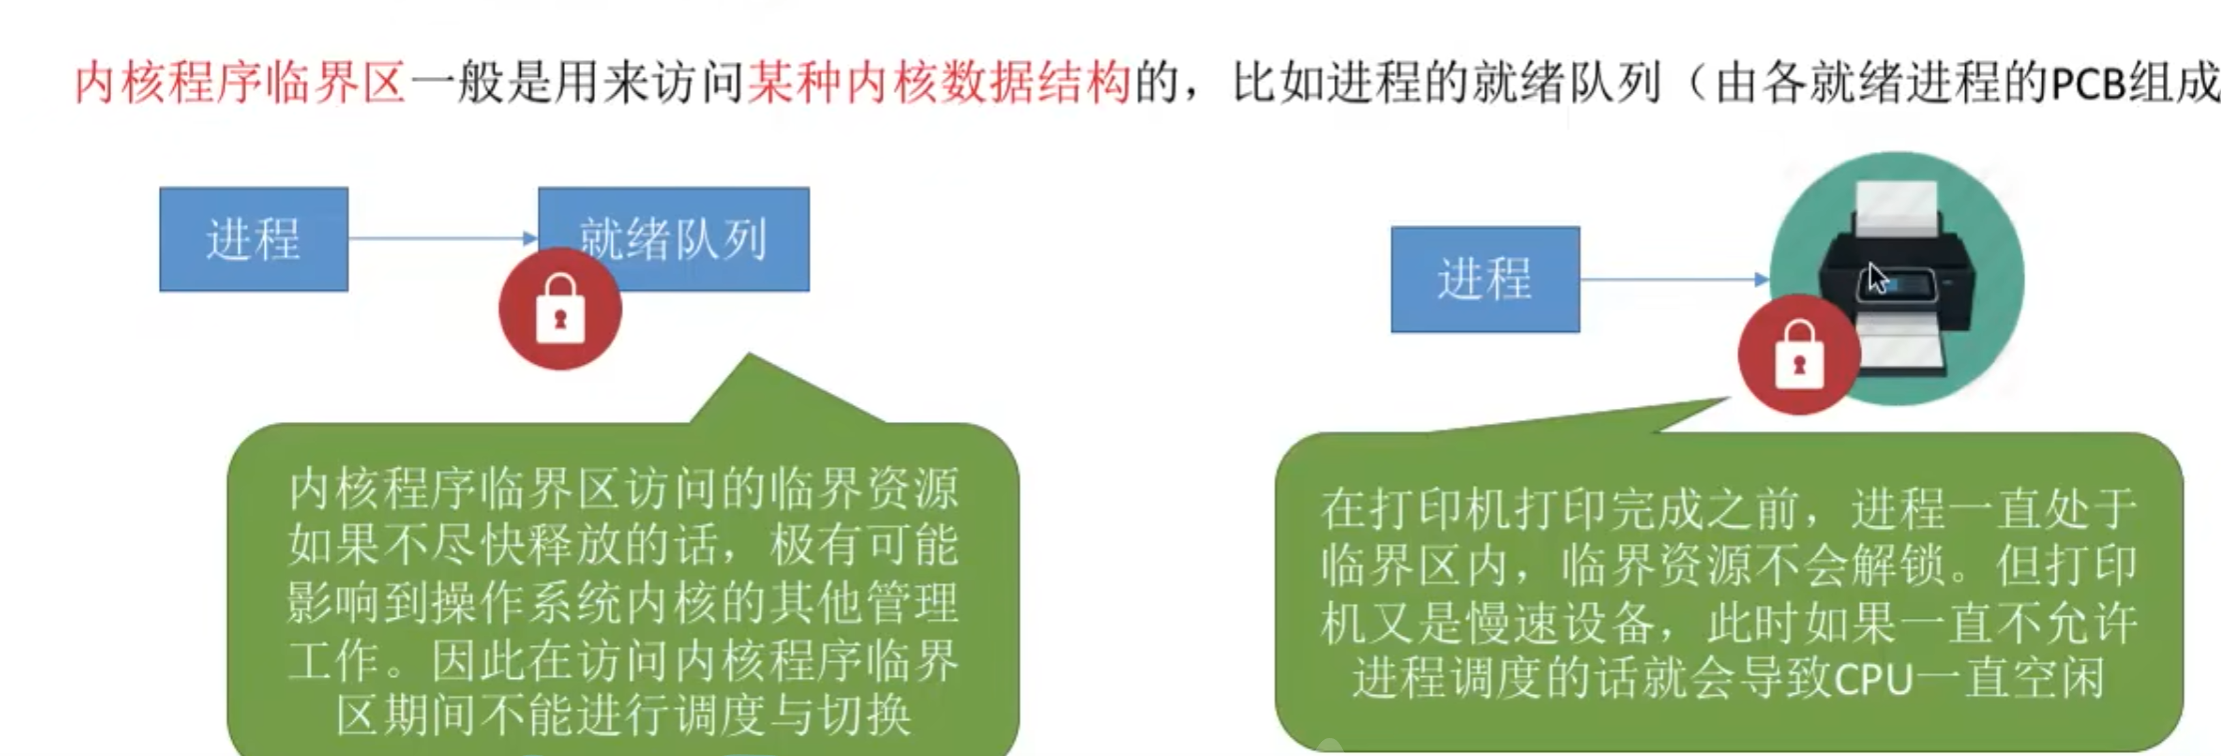 内核程序临界区一般是用来访问某种内核数据结构的，比如进程的就绪队列（由各就绪进程的PCB组成
进程
就绪队列
进程
内核程序临界区访问的临界资源
如果不尽快释放的话，极有可能
影响到操作系统内核的其他管理
工作。因此在访问内核程序临界
区期间不能进行调度与切换
在打印机打印完成之前，进程一直处于
临界区内，临界资源不会解锁。但打印
机又是慢速设备，此时如果一直不允许
进程调度的话就会导致CPU一直空闲